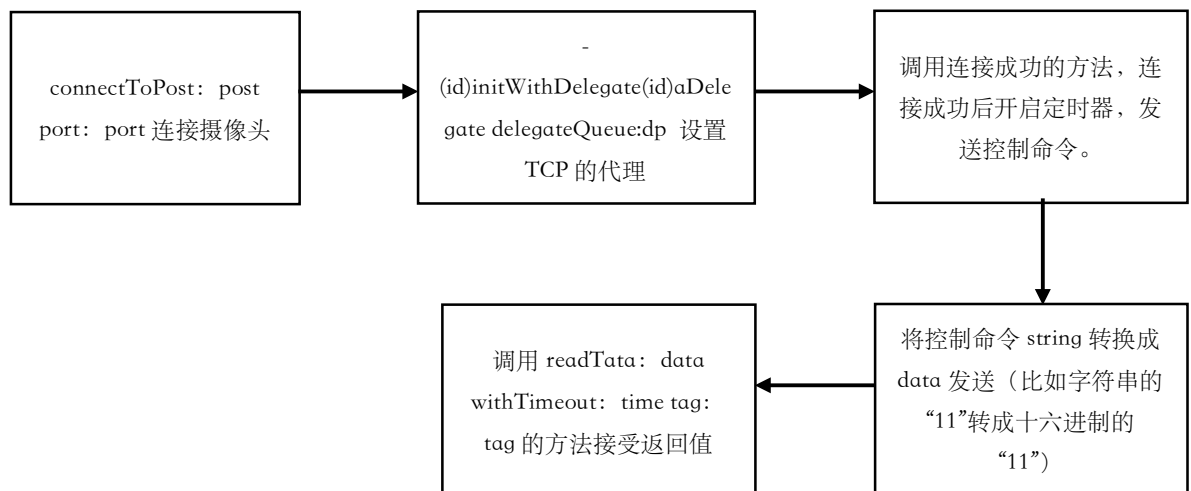 connectToPost：post
port：port 连接摄像头
-
(id)initWithDelegate(id)aDele
gate delegateQueue:dp 设置
TCP 的代理
调用连接成功的方法，连
接成功后开启定时器，发
送控制命令。
将控制命令 string 转换成
data 发送（比如字符串的
“11”转成十六进制的
“11”）
调用 readTata：data
withTimeout：time tag：
tag 的方法接受返回值